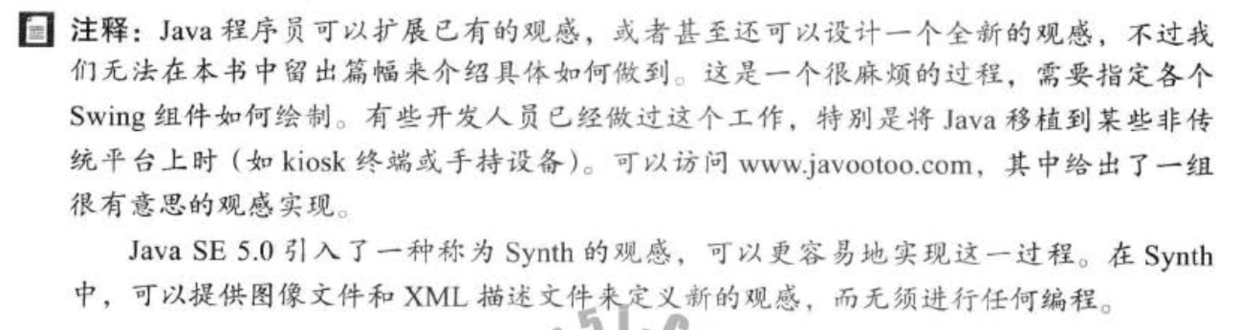 注释：Java 程序员可以扩展已有的观感，或者甚至还可以设计一个全新的观感，不过我
们无法在本书中留出篇幅来介绍具体如何做到。这是一个很麻烦的过程，需要指定各个
Swing 组件如何绘制。有些开发人员已经做过这个工作，特别是将 Java 移植到某些非传
统平台上时（如 kiosk 终端或手持设备）。可以访问 www.javootoo.com，其中给出了一组
很有意思的观感实现。
Java SE 5.0 引入了一种称为 Synth 的观感，可以更容易地实现这一过程。在 Synth
中，可以提供图像文件和 XML 描述文件来定义新的观感，而无须进行任何编程。